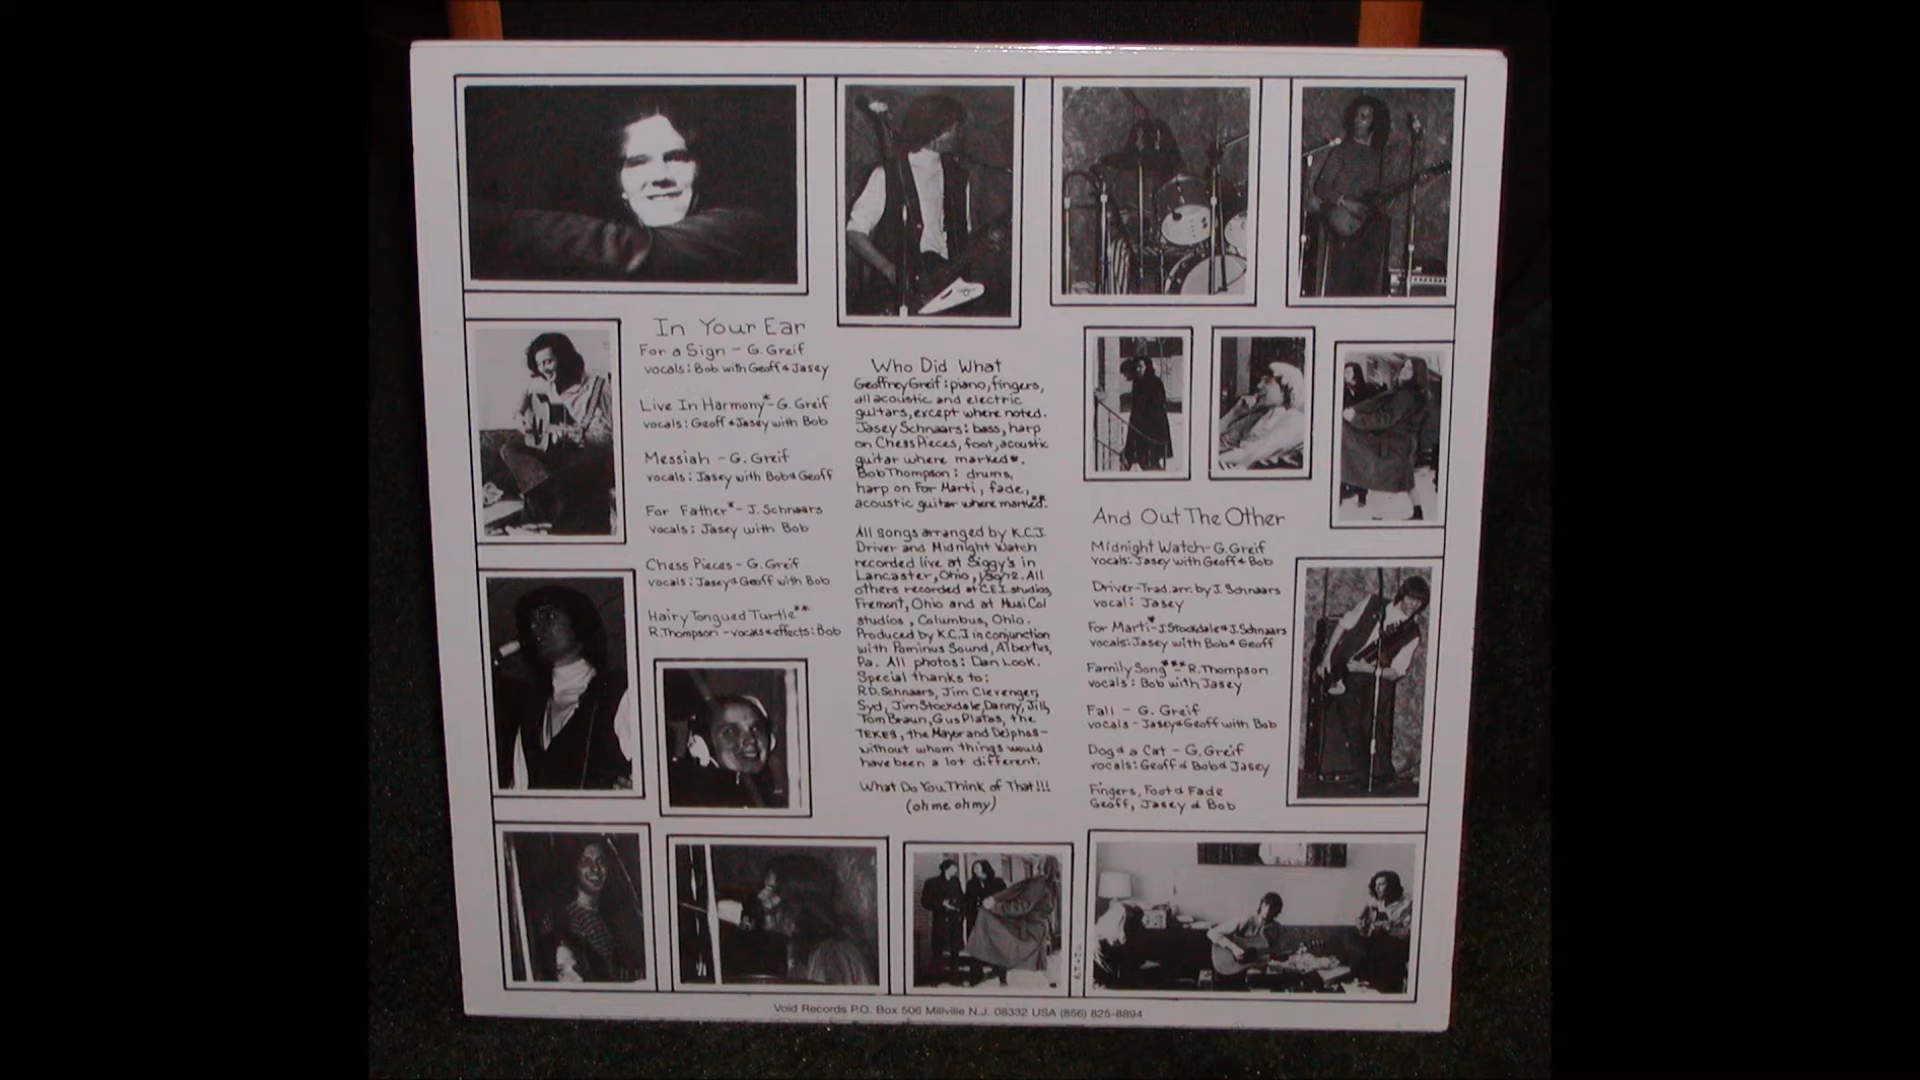 In Your Ear
For a Sign - G. Greif
vocals: Bob with Geoff & Jasey
Live In Harmony* - G. Greif
vocals: Geoff & Jasey with Bob
Messiah - G. Greif
vocals: Jasey with Bob & Geoff
For Father* - J. Schnaars
vocals: Jasey with Bob
Chess Pieces - G. Greif
vocals: Jasey & Geoff with Bob
Hairy Tongued Turtle**
R. Thompson - vocals & effects: Bob
Who Did What
Geoffrey Greif: piano, fingers,
all acoustic and electric
guitars, except where noted.
Jasey Schnaars: bass, harp
on Chess Pieces, foot, acoustic
guitar where marked*.
Bob Thompson: drums,
harp on For Marti, fade,
acoustic guitar where marked**.
All songs arranged by K.C.J.
Driver and Midnight Watch
recorded live at Siggy's in
Lancaster, Ohio, All
others recorded at C.E.I. studios,
Fremont, Ohio and at Musi Col
studios, Columbus, Ohio.
Produced by K.C.J in conjunction
with Pominus Sound, Albertus,
Pa. All photos: Dan Look.
Special thanks to:
R.D. Schnaars, Jim Clevenger,
Syd, Jim Stockdale, Danny, Jill,
Tom Braun, Gus Platas, the
TEKES, the Mayor and Delphos-
without whom things would
have been a lot different.
What Do You Think of That!!!
(oh me oh my)
And Out The Other
Midnight Watch - G. Greif
vocals: Jasey with Geoff & Bob
Driver - Trad. arr. by J. Schnaars
vocal: Jasey
For Marti* - J. Stockdale & J. Schnaars
vocals: Jasey with Bob & Geoff
Family Song*** - R. Thompson
vocals: Bob with Jasey
Fall - G. Greif
vocals - Jasey & Geoff with Bob
Dog & a Cat - G. Greif
vocals: Geoff & Bob & Jasey
Fingers, Foot & Fade
Geoff, Jasey & Bob
Void Records P.O. Box 506 Millville N.J. 08332 USA (856) 825-8894